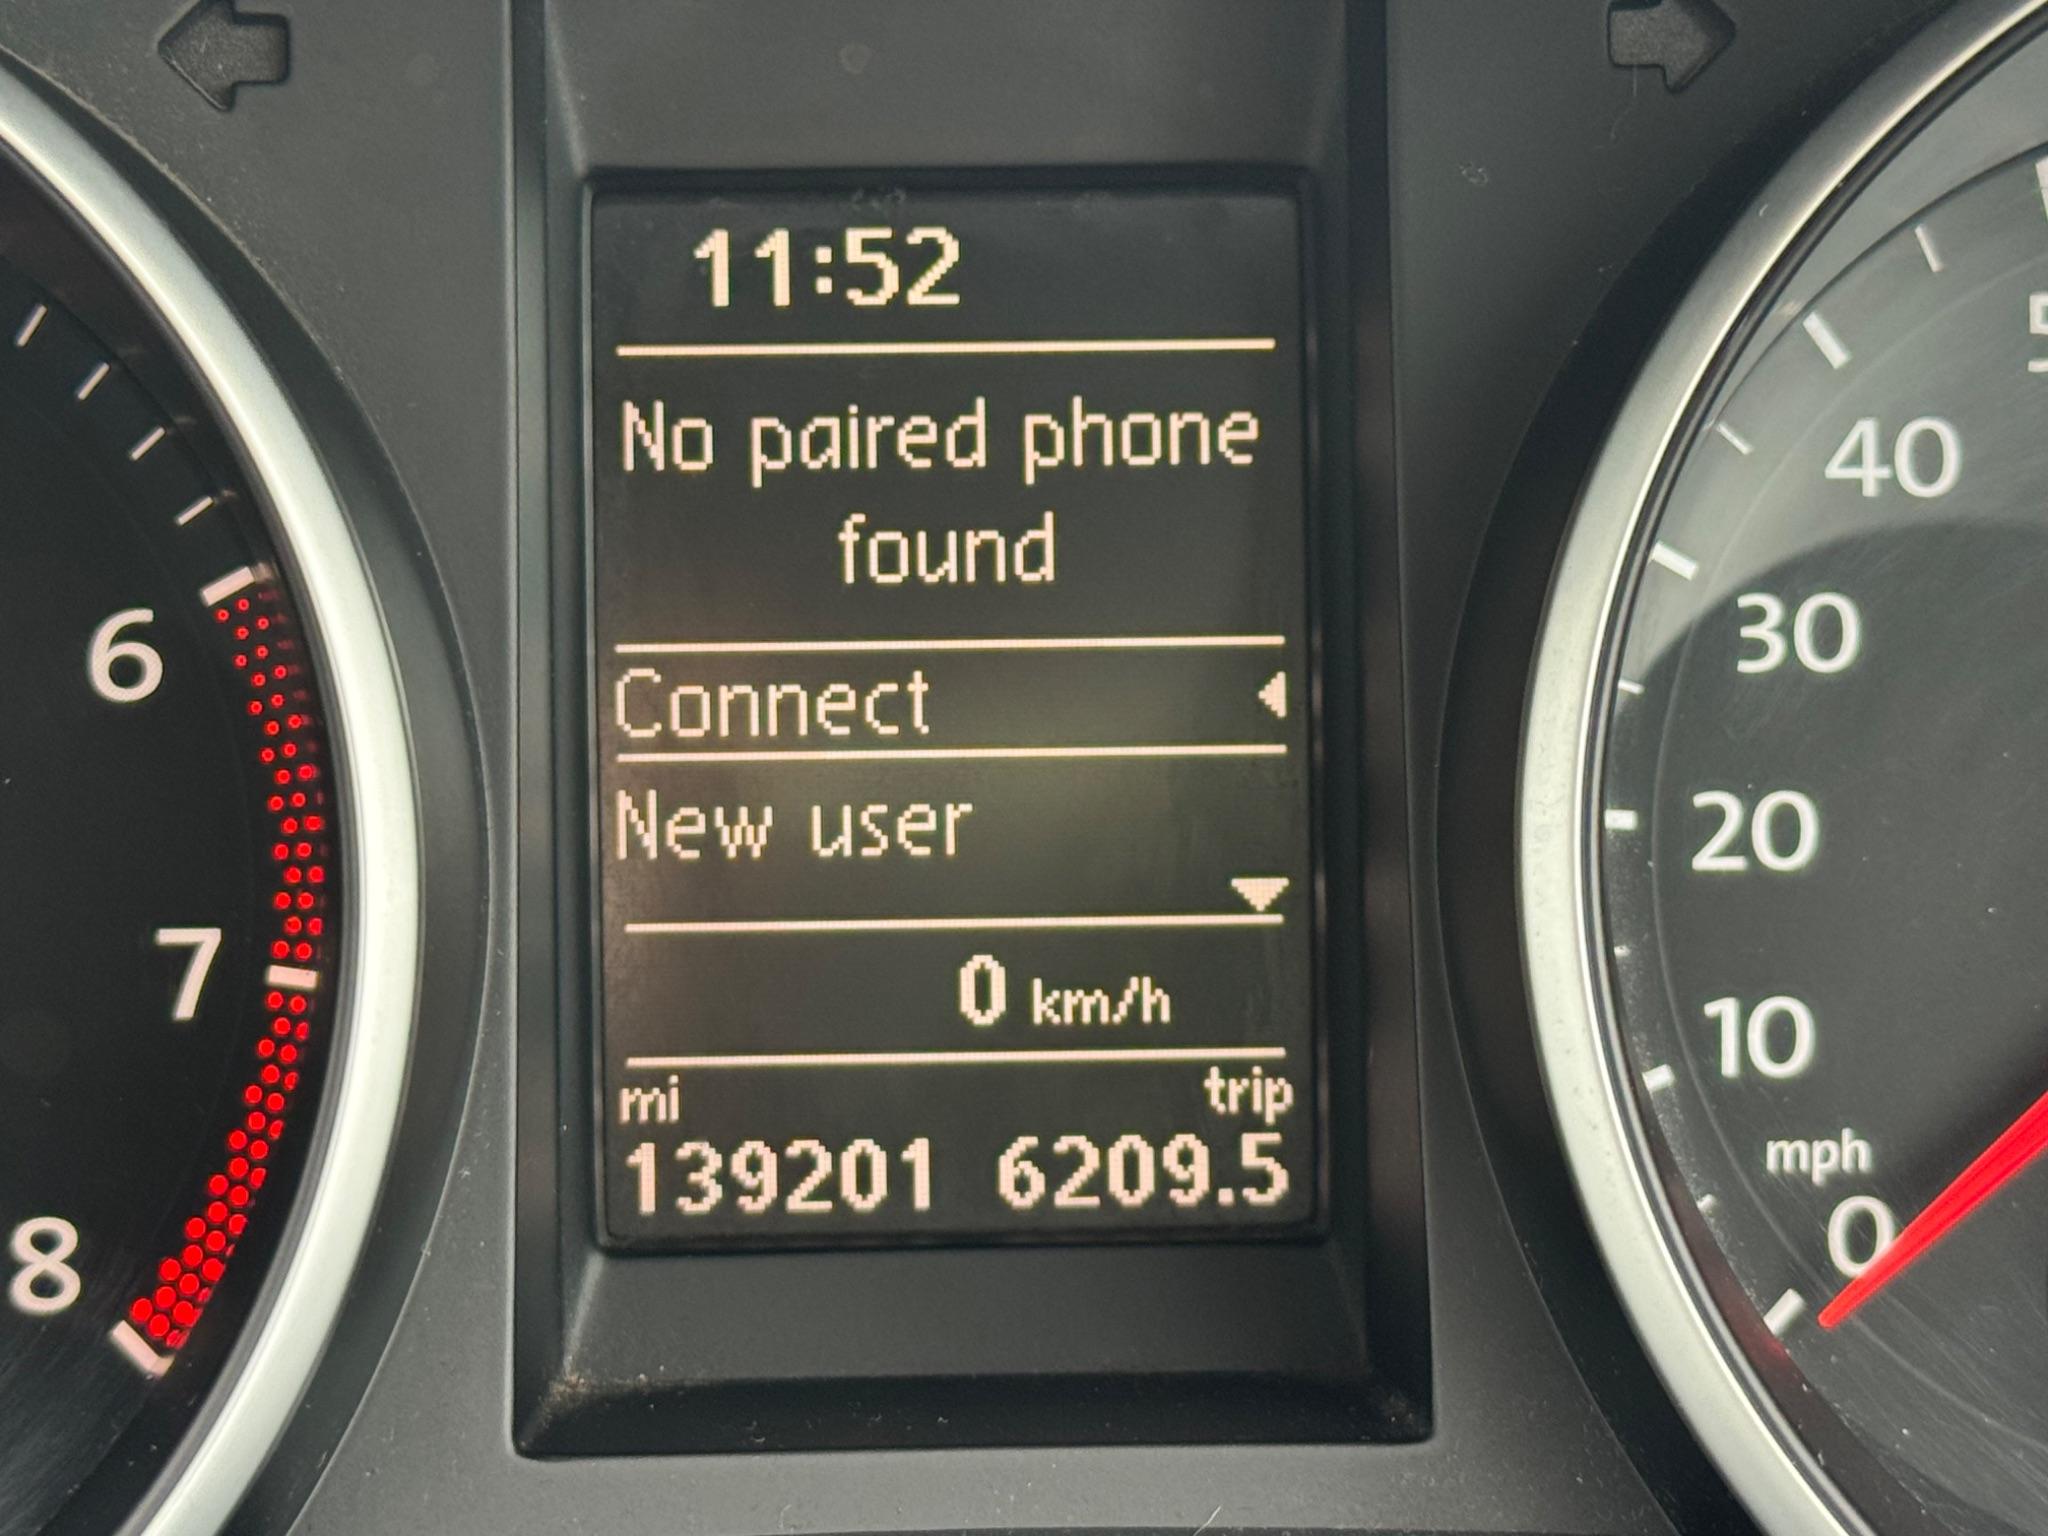 11:52
No paired phone
found
Connect
New user
0 km/h
mi trip
139201 6209.5
6
7
8
40
30
20
10
mph
0